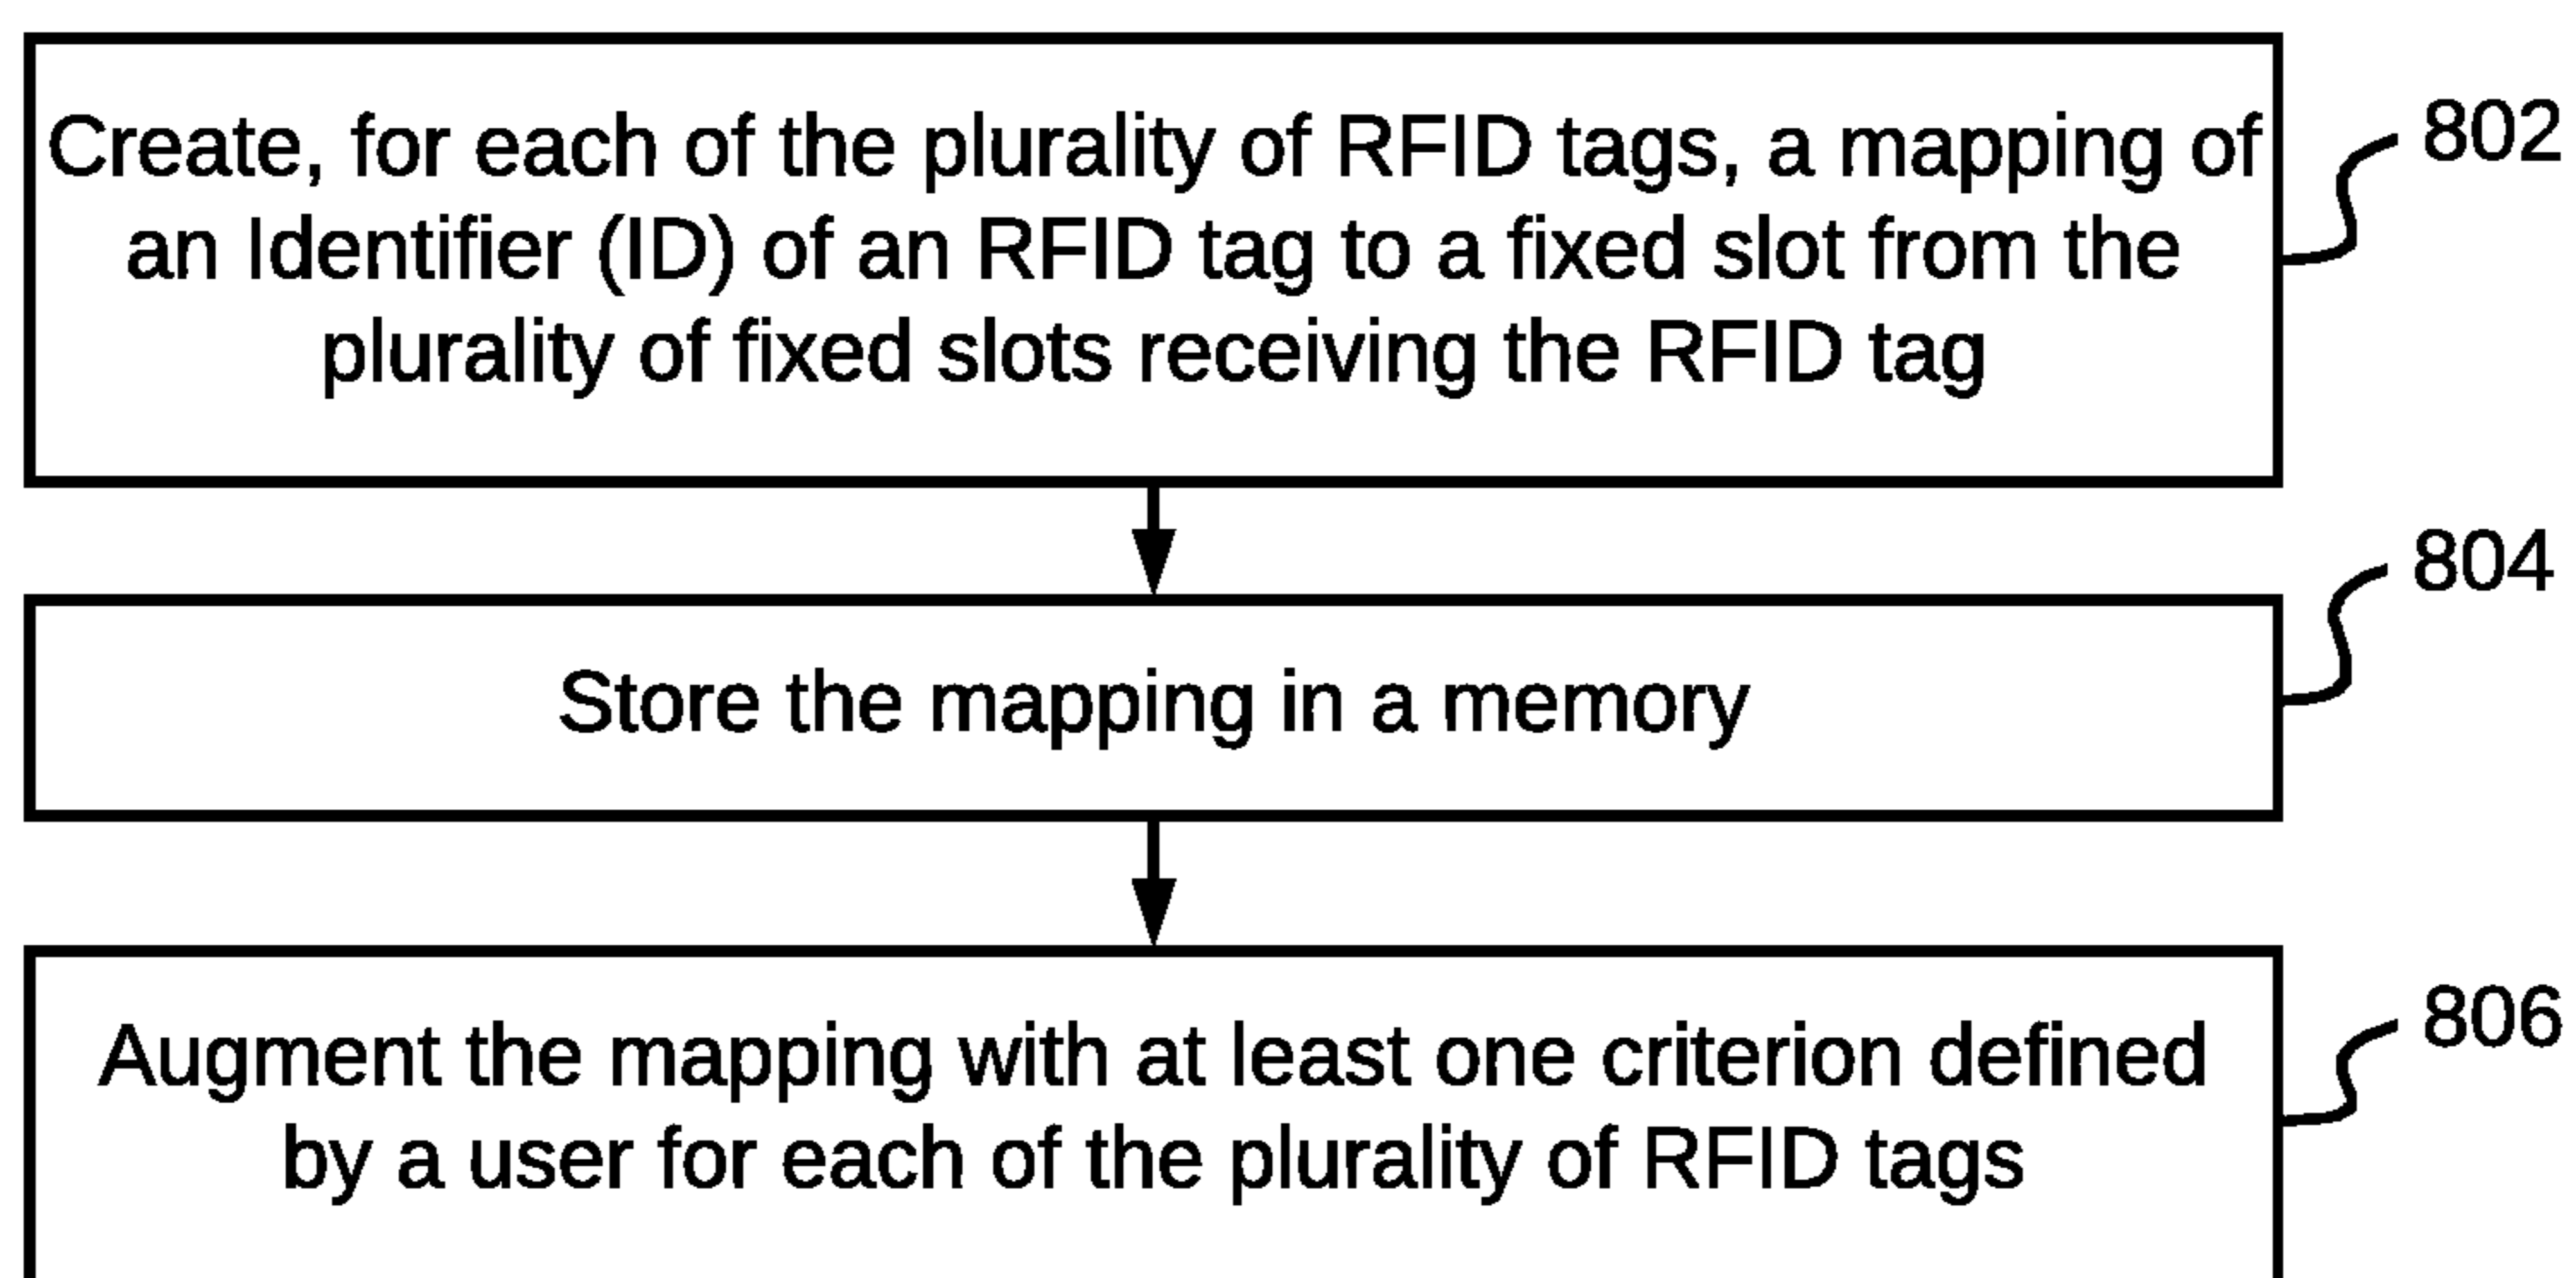 Create, for each of the plurality of RFID tags, a mapping of
an Identifier (ID) of an RFID tag to a fixed slot from the
plurality of fixed slots receiving the RFID tag
802
Store the mapping in a memory
804
Augment the mapping with at least one criterion defined
by a user for each of the plurality of RFID tags
806